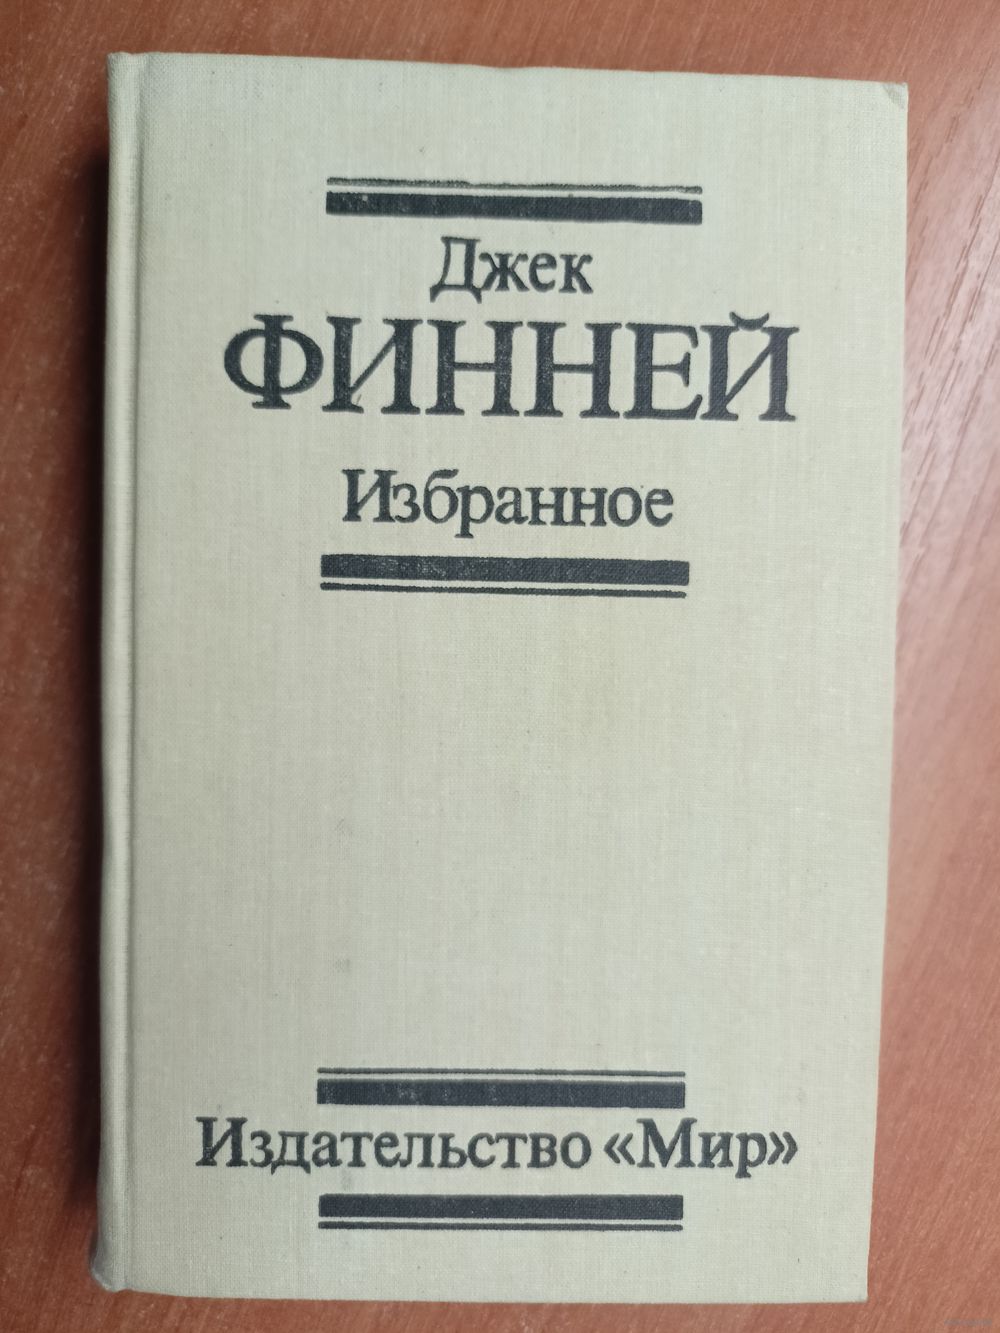 Джек
ФИННЕЙ
Избранное
Издательство «Мир»